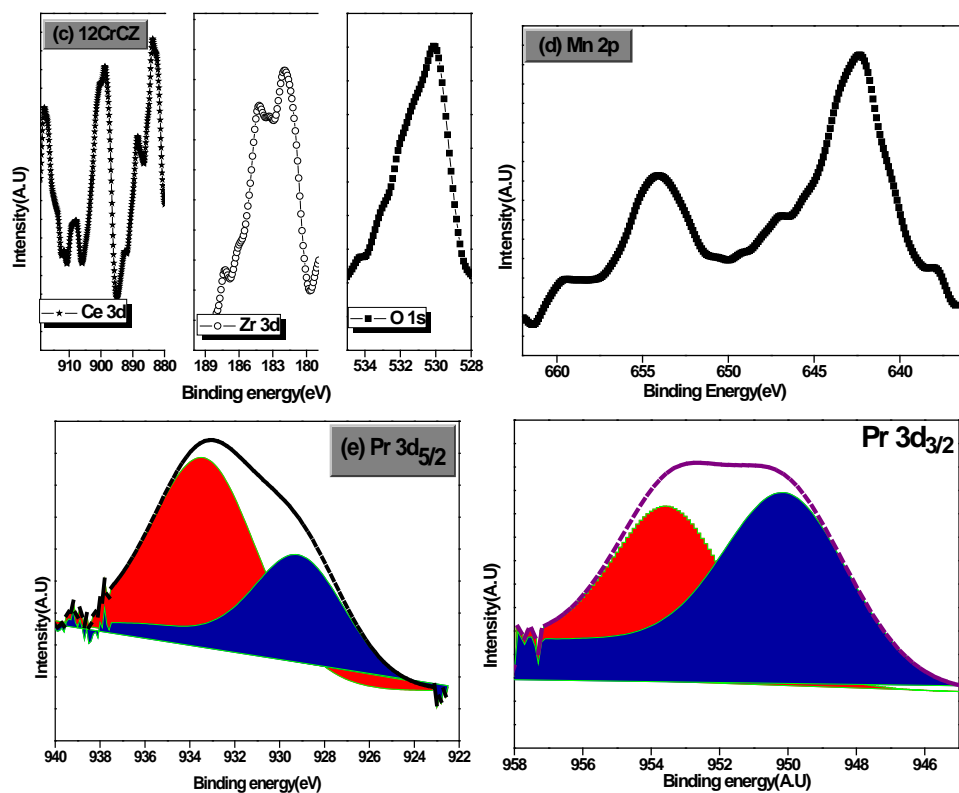 (c) 12CrCZ
Intensity(A.U)
Ce 3d
Zr 3d
O 1s
910 900 890 880
189 186 183 180
534 532 530 528
Binding energy(eV)
(d) Mn 2p
Intensity(A.U)
660 655 650 645 640
Binding Energy(eV)
(e) Pr 3d5/2
Intensity(A.U)
940 938 936 934 932 930 928 926 924 922
Binding energy(eV)
Pr 3d3/2
Intensity(A.U)
958 956 954 952 950 948 946
Binding energy(A.U)